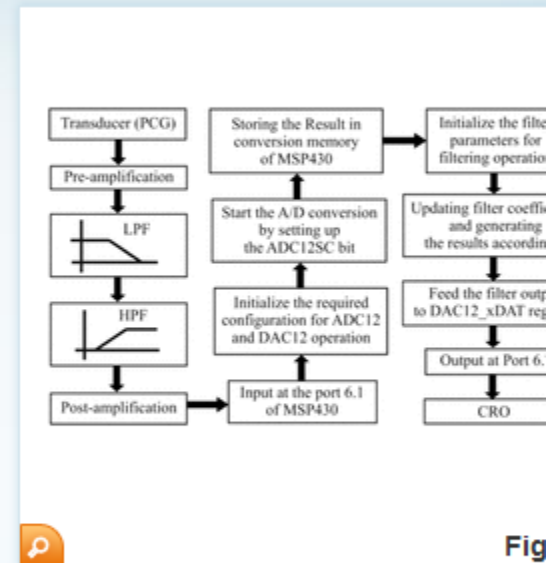 Transducer (PCG)
Pre-amplification
LPF
HPF
Post-amplification
Storing the Result in
conversion memory
of MSP430
Start the A/D conversion
by setting up
the ADC12SC bit
Initialize the required
configuration for ADC12
and DAC12 operation
Input at the port 6.1
of MSP430
Initialize the filte
parameters for
filtering operatio
Updating filter coeffic
and generating
the results accordin
Feed the filter outp
to DAC12_xDAT reg
Output at Port 6.
CRO
Fig